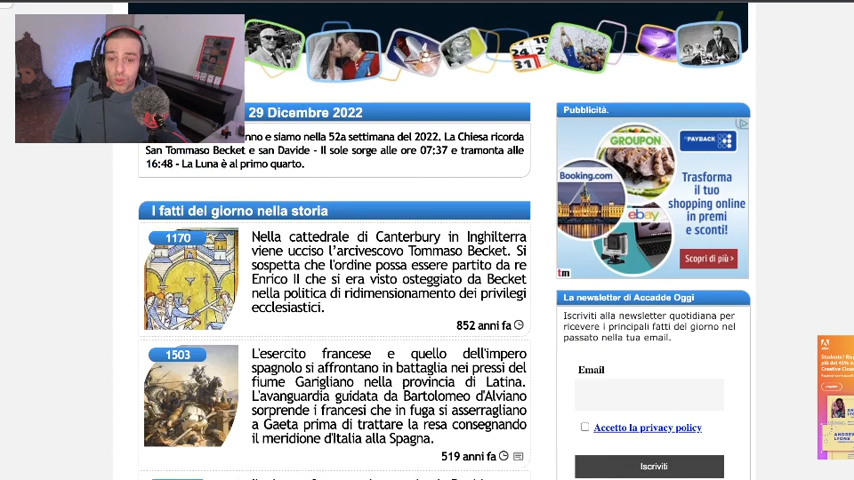 24
31
29 Dicembre 2022
nno e siamo nella 52a settimana del 2022. La Chiesa ricorda
San Tommaso Becket e san Davide - Il sole sorge alle ore 07:37 e tramonta alle
16:48 - La Luna è al primo quarto.
I fatti del giorno nella storia
1170
Nella cattedrale di Canterbury in Inghilterra
viene ucciso l'arcivescovo Tommaso Becket. Si
sospetta che l'ordine possa essere partito da re
Enrico II che si era visto osteggiato da Becket
nella politica di ridimensionamento dei privilegi
ecclesiastici.
852 anni fa
1503
L'esercito francese e quello dell'impero
spagnolo si affrontano in battaglia nei pressi del
fiume Garigliano nella provincia di Latina.
L'avanguardia guidata da Bartolomeo d'Alviano
sorprende i francesi che in fuga si asserragliano
a Gaeta prima di trattare la resa consegnando
il meridione d'Italia alla Spagna.
519 anni fa
Pubblicità.
GROUPON
PAYBACK
Booking.com
ebay
Trasforma
il tuo
shopping online
in premi
e sconti!
Scopri di più >
tm
La newsletter di Accadde Oggi
Iscriviti alla newsletter quotidiana per
ricevere i principali fatti del giorno nel
passato nella tua email.
Email
Accetto la privacy policy
Iscriviti
Adobe